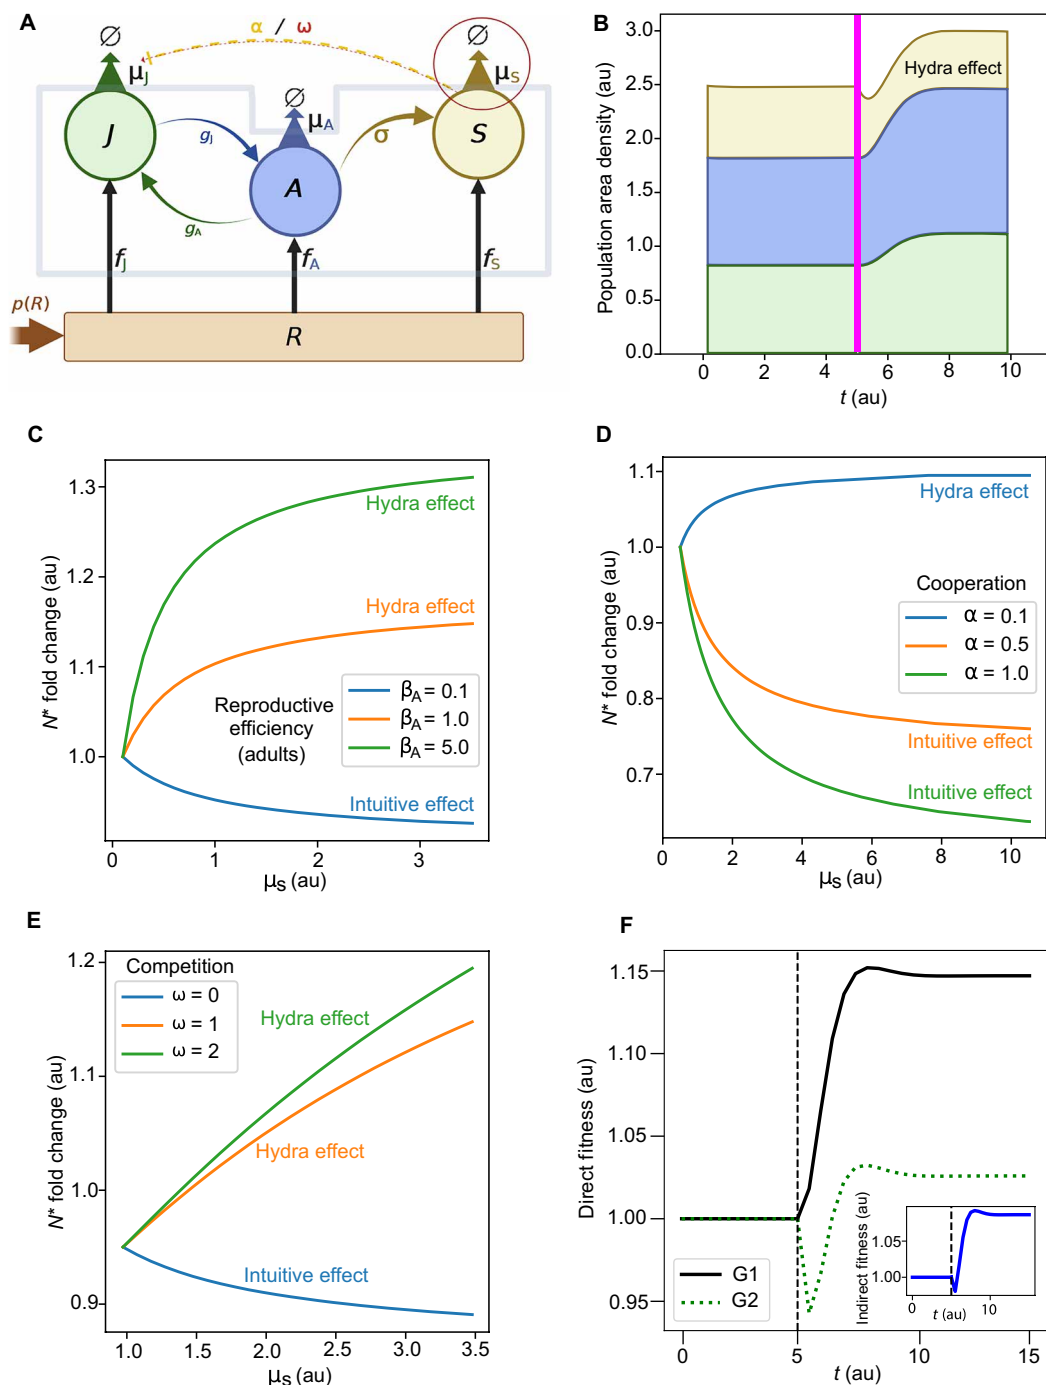 A
α / ω
∅
∅
∅
μJ
μA
μS
J
A
S
gJ
gA
σ
fJ
fA
fS
p(R)
R
B
Population area density (au)
3.0
2.5
2.0
1.5
1.0
0.5
0.0
Hydra effect
0 2 4 6 8 10
t (au)
C
N* fold change (au)
1.3
1.2
1.1
1.0
Hydra effect
Hydra effect
Reproductive
efficiency
(adults)
βA = 0.1
βA = 1.0
βA = 5.0
Intuitive effect
0 1 2 3
μS (au)
D
N* fold change (au)
1.1
1.0
0.9
0.8
0.7
Hydra effect
Cooperation
α = 0.1
α = 0.5
α = 1.0
Intuitive effect
Intuitive effect
0 2 4 6 8 10
μS (au)
E
N* fold change (au)
1.2
1.1
1.0
0.9
Competition
ω = 0
ω = 1
ω = 2
Hydra effect
Hydra effect
Intuitive effect
1.0 1.5 2.0 2.5 3.0 3.5
μS (au)
F
Direct fitness (au)
1.15
1.10
1.05
1.00
0.95
G1
G2
Indirect fitness (au)
1.05
1.00
0 10
t (au)
0 5 10 15
t (au)